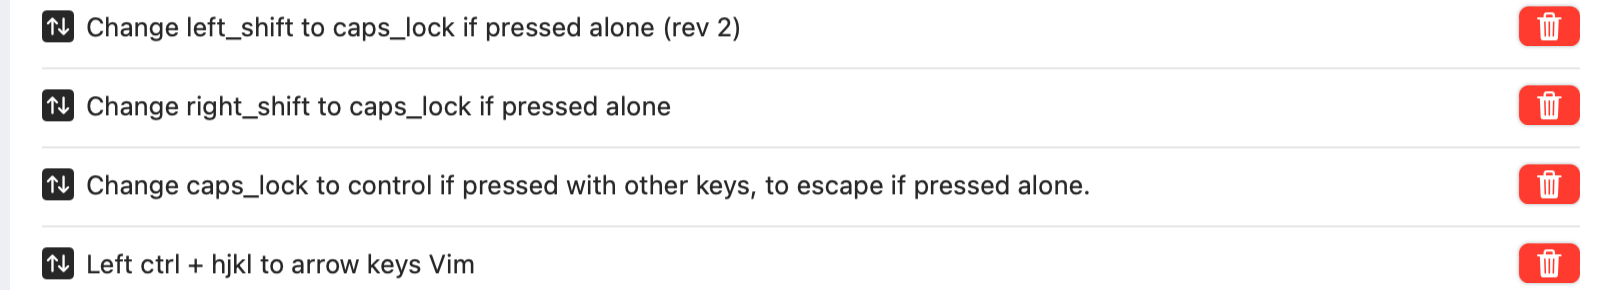 Change left_shift to caps_lock if pressed alone (rev 2)
Change right_shift to caps_lock if pressed alone
Change caps_lock to control if pressed with other keys, to escape if pressed alone.
Left ctrl + hjkl to arrow keys Vim